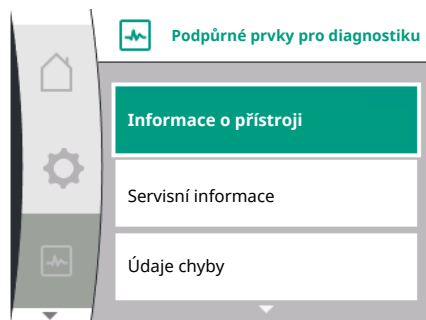 Podpůrné prvky pro diagnostiku
Informace o přístroji
Servisní informace
Údaje chyby